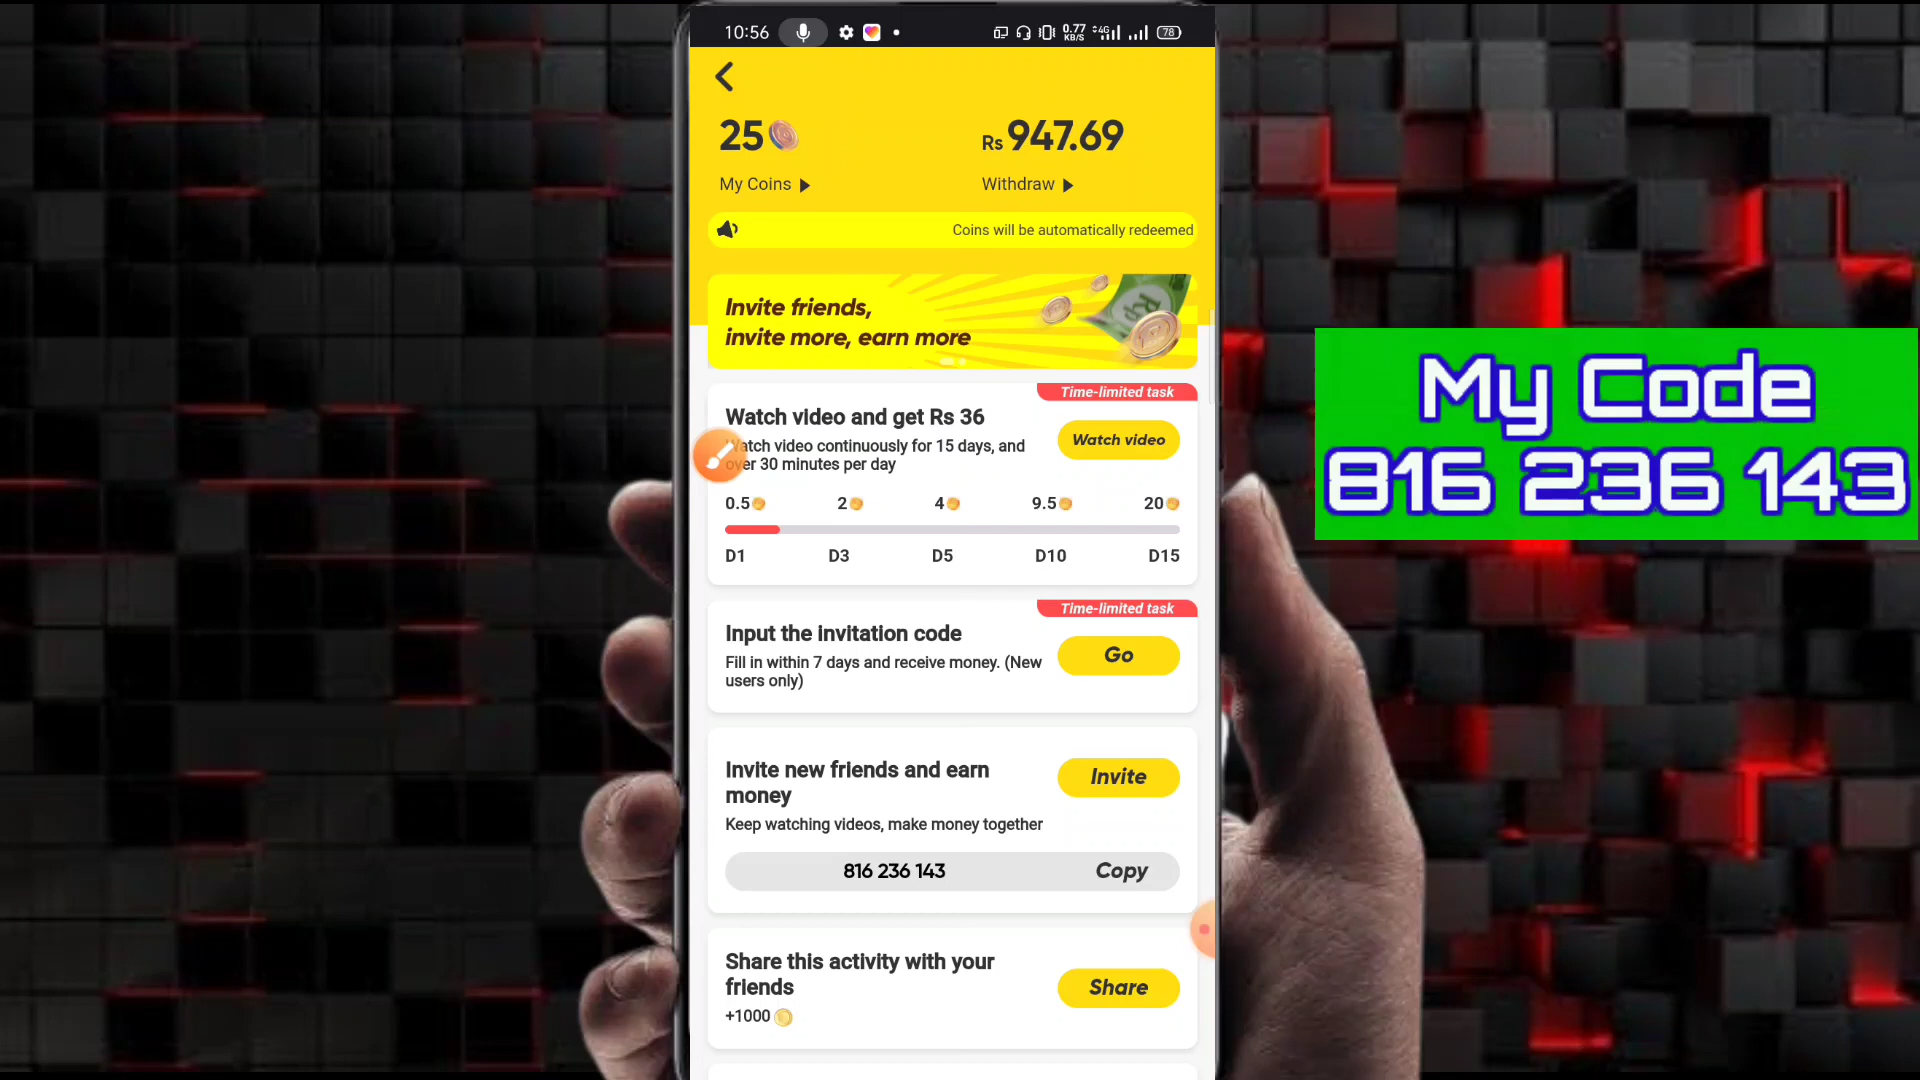 10:56
0.77
KB/S
4G
78
25
Rs 947.69
My Coins
Withdraw
Coins will be automatically redeemed
Invite friends,
invite more, earn more
Time-limited task
Watch video and get Rs 36
Watch video continuously for 15 days, and
over 30 minutes per day
Watch video
0.5 2 4 9.5 20
D1 D3 D5 D10 D15
Time-limited task
Input the invitation code
Fill in within 7 days and receive money. (New
users only)
Go
Invite new friends and earn
money
Keep watching videos, make money together
Invite
816 236 143
Copy
Share this activity with your
friends
+1000
Share
My Code
816 236 143